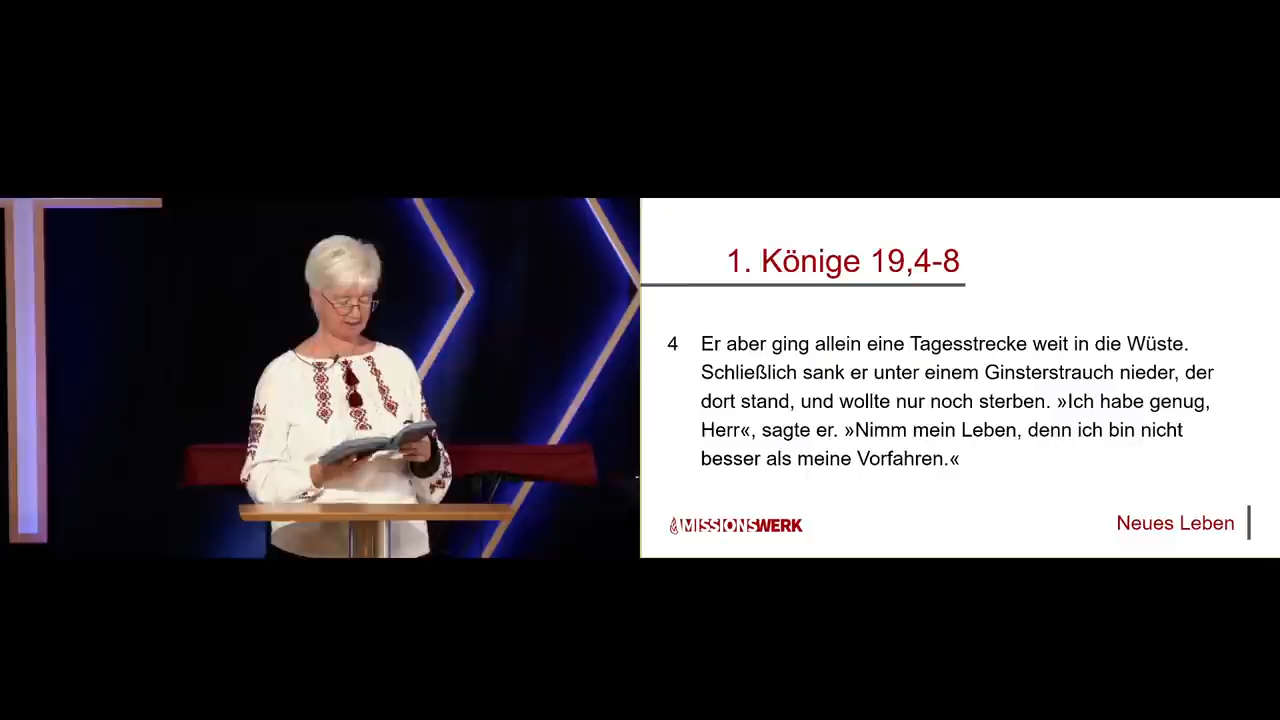 1. Könige 19,4-8
4 Er aber ging allein eine Tagesstrecke weit in die Wüste.
Schließlich sank er unter einem Ginsterstrauch nieder, der
dort stand, und wollte nur noch sterben. »Ich habe genug,
Herr«, sagte er. »Nimm mein Leben, denn ich bin nicht
besser als meine Vorfahren.«
MISSIONSWERK
Neues Leben